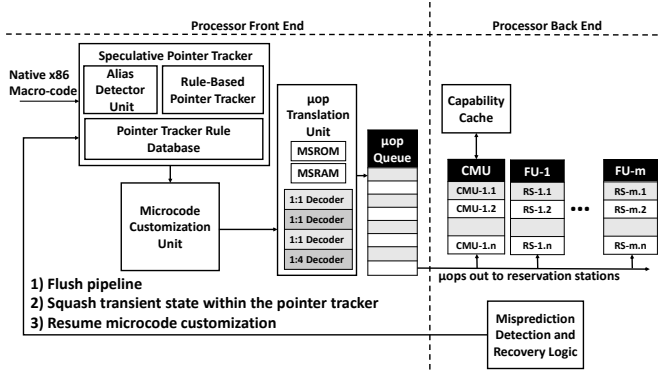 Processor Front End
Processor Back End
Speculative Pointer Tracker
Native x86
Macro-code
Alias
Detector
Unit
Rule-Based
Pointer Tracker
Pointer Tracker Rule
Database
µop
Translation
Unit
MSROM
MSRAM
1:1 Decoder
1:1 Decoder
1:1 Decoder
1:4 Decoder
µop
Queue
Microcode
Customization
Unit
Capability
Cache
CMU
CMU-1.1
CMU-1.2
CMU-1.n
FU-1
RS-1.1
RS-1.2
RS-1.n
•••
FU-m
RS-m.1
RS-m.2
RS-m.n
µops out to reservation stations
1) Flush pipeline
2) Squash transient state within the pointer tracker
3) Resume microcode customization
Misprediction
Detection and
Recovery Logic